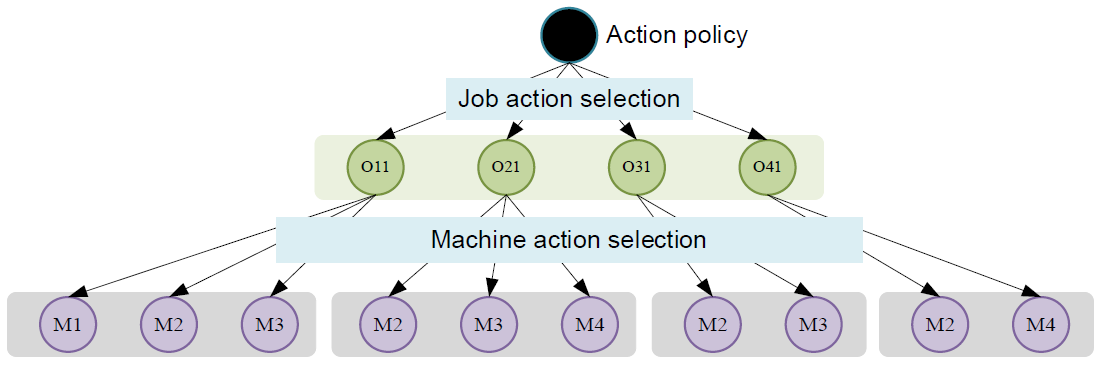 Action policy
Job action selection
O11 O21 O31 O41
Machine action selection
M1 M2 M3 M2 M3 M4 M2 M3 M2 M4